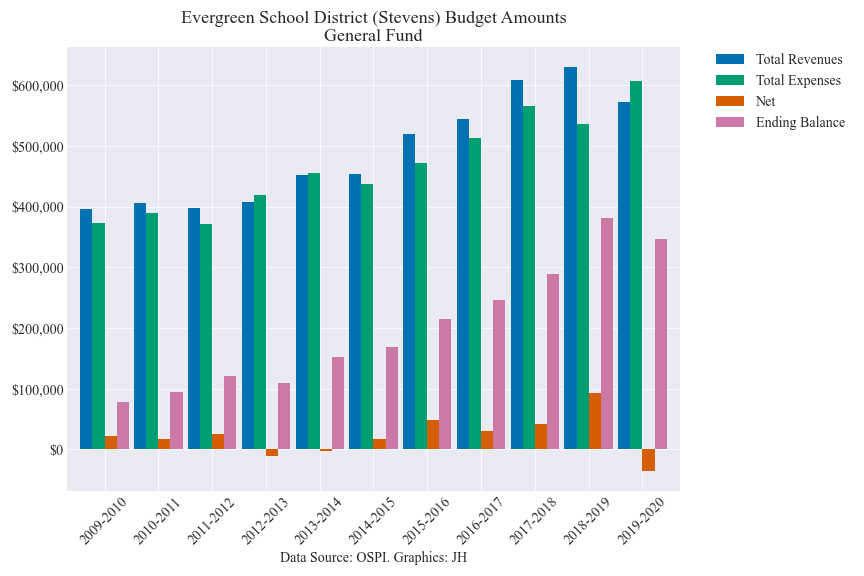 Evergreen School District (Stevens) Budget Amounts
General Fund
Total Revenues
Total Expenses
Net
Ending Balance
$600,000
$500,000
$400,000
$300,000
$200,000
$100,000
$0
2009-2010
2010-2011
2011-2012
2012-2013
2013-2014
2014-2015
2015-2016
2016-2017
2017-2018
2018-2019
2019-2020
Data Source: OSPI. Graphics: JH